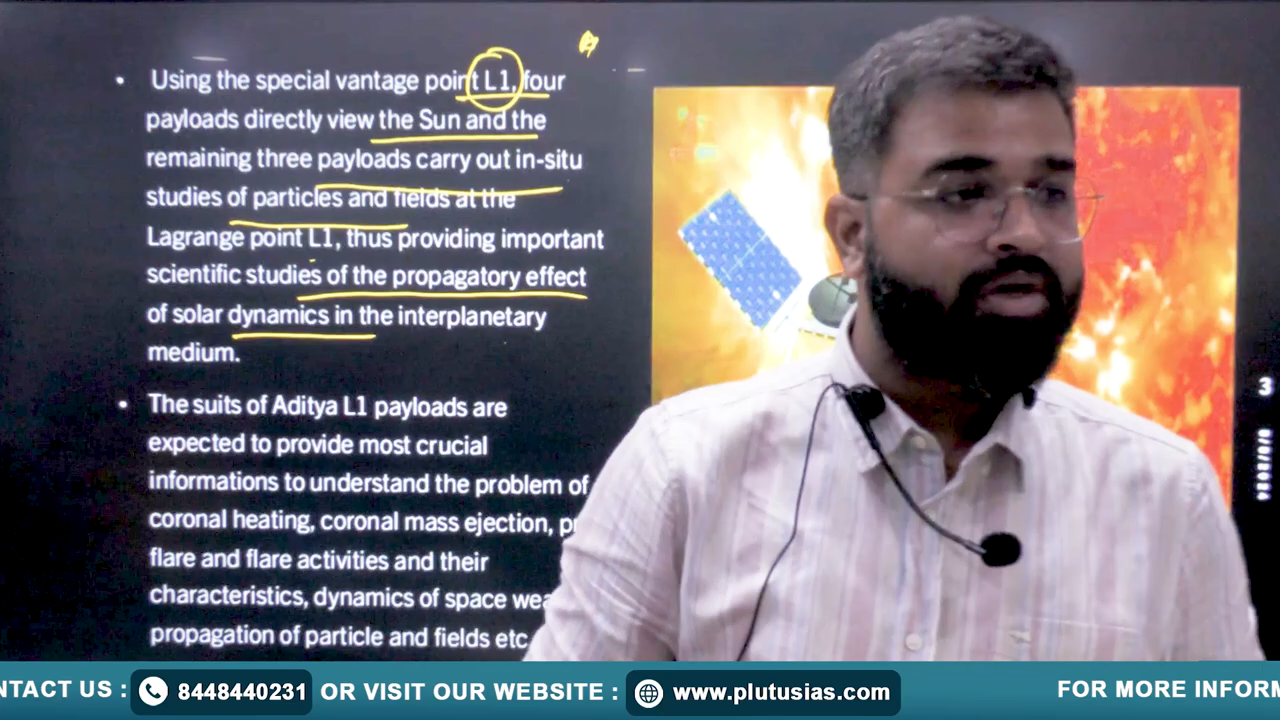 • Using the special vantage point L1, four
payloads directly view the Sun and the
remaining three payloads carry out in-situ
studies of particles and fields at the
Lagrange point L1, thus providing important
scientific studies of the propagatory effect
of solar dynamics in the interplanetary
medium.
• The suits of Aditya L1 payloads are
expected to provide most crucial
informations to understand the problem of
coronal heating, coronal mass ejection,
flare and flare activities and their
characteristics, dynamics of space
propagation of particle and fields etc
3
NTACT US : 8448440231 OR VISIT OUR WEBSITE : www.plutusias.com FOR MORE INFORM